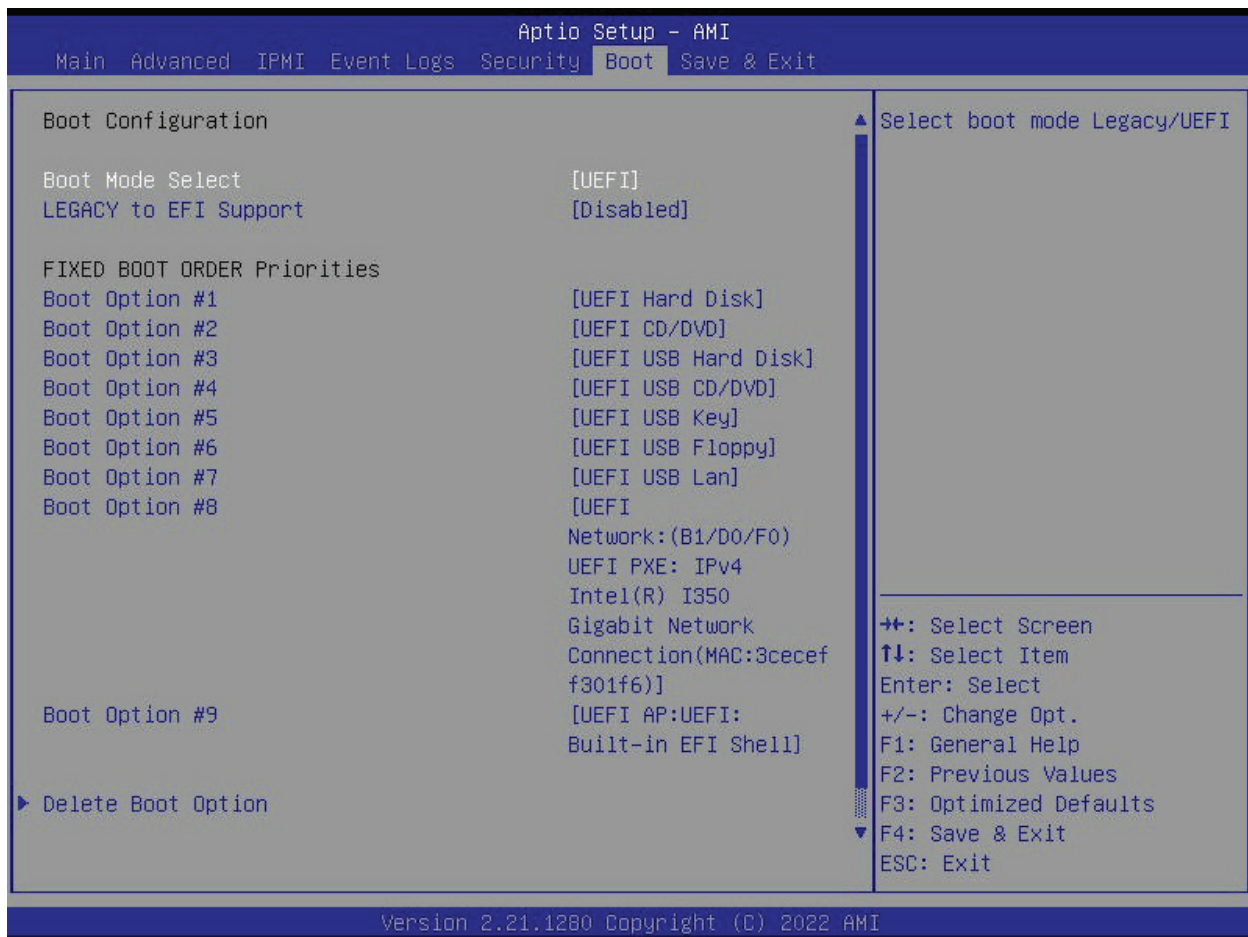 Aptio Setup – AMI
Main Advanced IPMI Event Logs Security Boot Save & Exit
Boot Configuration
Boot Mode Select [UEFI]
LEGACY to EFI Support [Disabled]
FIXED BOOT ORDER Priorities
Boot Option #1 [UEFI Hard Disk]
Boot Option #2 [UEFI CD/DVD]
Boot Option #3 [UEFI USB Hard Disk]
Boot Option #4 [UEFI USB CD/DVD]
Boot Option #5 [UEFI USB Key]
Boot Option #6 [UEFI USB Floppy]
Boot Option #7 [UEFI USB Lan]
Boot Option #8 [UEFI
Network:(B1/D0/F0)
UEFI PXE: IPv4
Intel(R) I350
Gigabit Network
Connection(MAC:3cecef
f301f6)]
Boot Option #9 [UEFI AP:UEFI:
Built-in EFI Shell]
Delete Boot Option
Select boot mode Legacy/UEFI
→←: Select Screen
↑↓: Select Item
Enter: Select
+/-: Change Opt.
F1: General Help
F2: Previous Values
F3: Optimized Defaults
F4: Save & Exit
ESC: Exit
Version 2.21.1280 Copyright (C) 2022 AMI